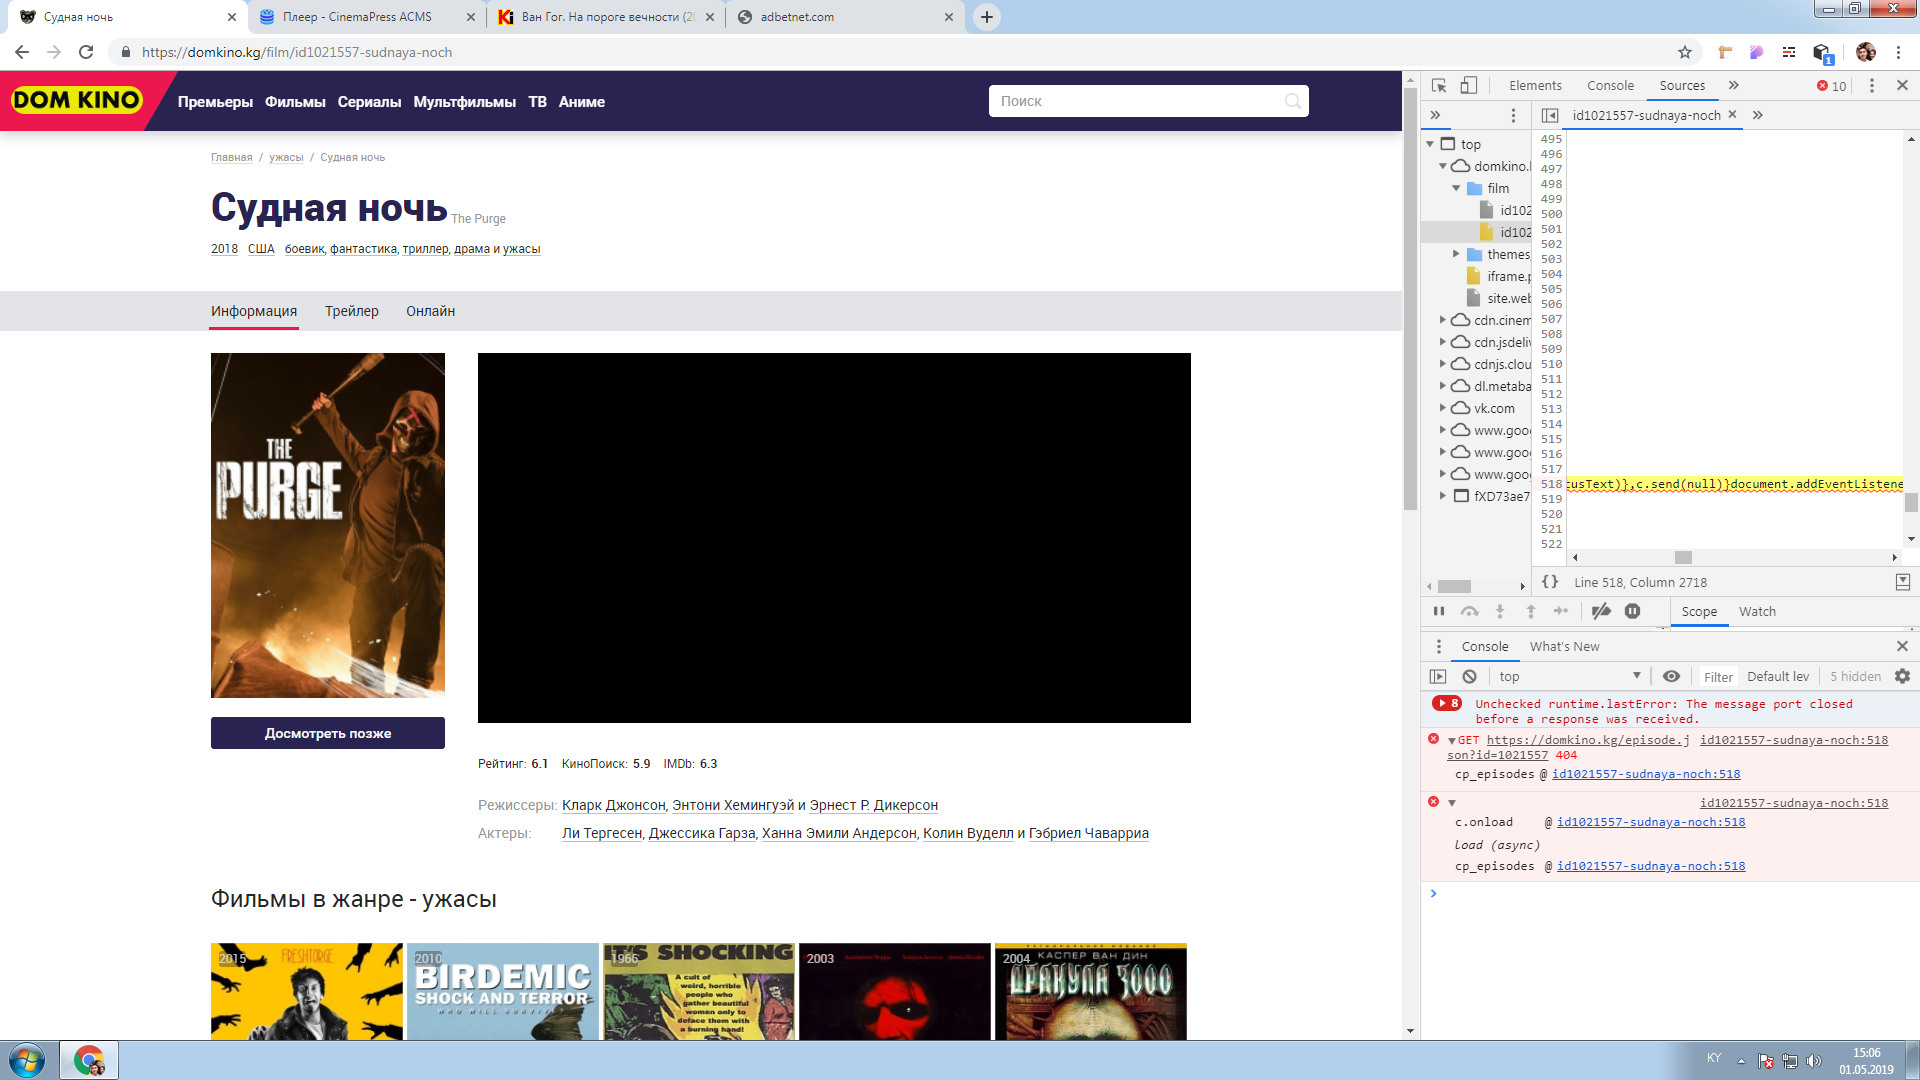 Судная ночь
Плеер - CinemaPress ACMS
Ван Гог. На пороге вечности (20
adbetnet.com
https://domkino.kg/film/id1021557-sudnaya-noch
1
DOM KINO
Премьеры Фильмы Сериалы Мультфильмы ТВ Аниме
Поиск
Главная / ужасы / Судная ночь
Судная ночь The Purge
2018 США боевик, фантастика, триллер, драма и ужасы
Информация Трейлер Онлайн
THE
PURGE
Досмотреть позже
Рейтинг: 6.1 КиноПоиск: 5.9 IMDb: 6.3
Режиссеры: Кларк Джонсон, Энтони Хемингуэй и Эрнест Р. Дикерсон
Актеры: Ли Тергесен, Джессика Гарза, Ханна Эмили Андерсон, Колин Вуделл и Гэбриел Чаварриа
Фильмы в жанре - ужасы
2015
FRESHTORGE
2010
BIRDEMIC
SHOCK AND TERROR
WHO WILL SURVIVE
1966
IT'S SHOCKING
A cult of
weird, horrible
people who
gather beautiful
women only to
deface them with
a burning hand!
2003
2004
КАСПЕР ВАН ДИН
ДРАКУЛА 3000
Elements Console Sources 10
id1021557-sudnaya-noch
top
domkino.
film
id102
id102
themes
iframe.p
site.web
cdn.cinem
cdn.jsdeliv
cdnjs.clou
dl.metaba
vk.com
www.goo
www.goo
www.goo
fXD73ae7
495
496
497
498
499
500
501
502
503
504
505
506
507
508
509
510
511
512
513
514
515
516
517
518 cusText)},c.send(null)}document.addEventListene
519
520
521
522
{} Line 518, Column 2718
Scope Watch
Console What's New
top Filter Default lev 5 hidden
8 Unchecked runtime.lastError: The message port closed
before a response was received.
GET https://domkino.kg/episode.j id1021557-sudnaya-noch:518
son?id=1021557 404
cp_episodes @ id1021557-sudnaya-noch:518
id1021557-sudnaya-noch:518
c.onload @ id1021557-sudnaya-noch:518
load (async)
cp_episodes @ id1021557-sudnaya-noch:518
KY
15:06
01.05.2019